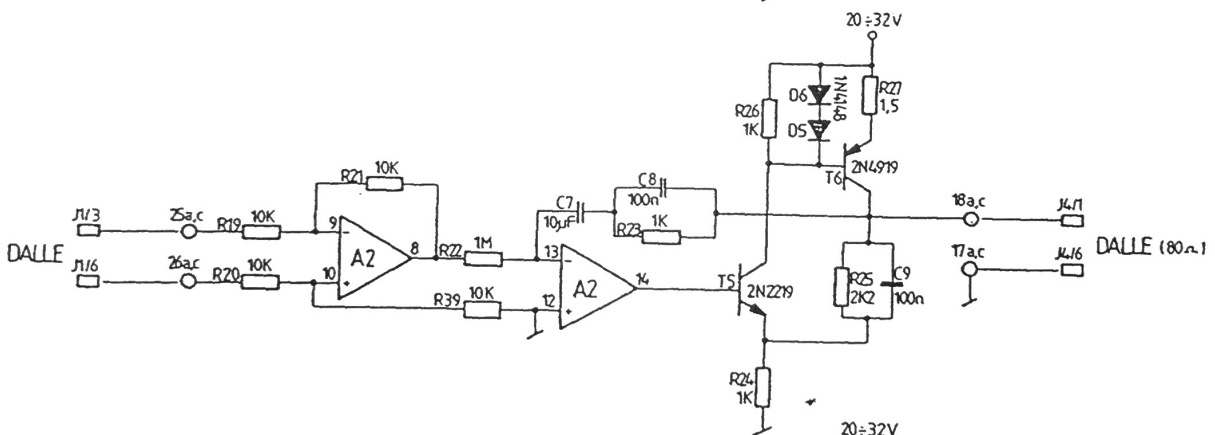 20÷32V
R27
1,5
1N4148
D6
D5
R26
1K
2N4919
T6
10K
R21
C8
100n
C7
10µF
R23
1K
J1/3
25a,c
R19
10K
9
-
A2
8
R22
1M
13
-
18a,c
J4/1
DALLE
DALLE (80Ω)
J1/6
26a,c
R20
10K
10
+
R39
10K
12
+
A2
14
T5
2N2219
R25
2K2
C9
100n
17a,c
J4/6
R24
1K
20÷32V